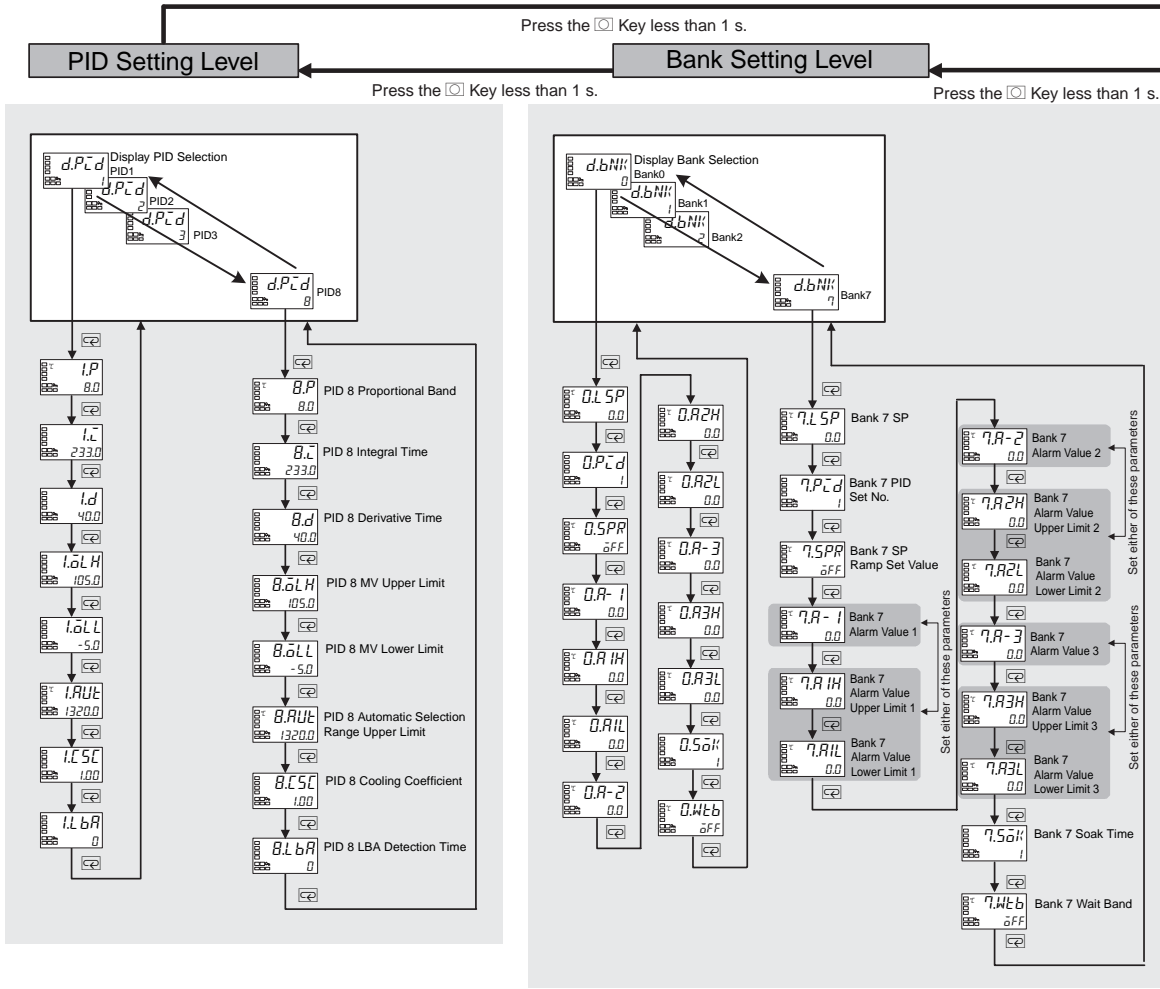 Press the Key less than 1 s.
PID Setting Level
Bank Setting Level
Press the Key less than 1 s.
Press the Key less than 1 s.
d.PID
1
Display PID Selection
PID1
d.PID
2
PID2
d.PID
3
PID3
d.PID
8
PID8
1.P
8.0
1.I
233.0
1.d
40.0
1.oLH
105.0
1.oLL
-5.0
1.AUt
1320.0
1.CSC
1.00
1.LbA
0
8.P
8.0
PID 8 Proportional Band
8.I
233.0
PID 8 Integral Time
8.d
40.0
PID 8 Derivative Time
8.oLH
105.0
PID 8 MV Upper Limit
8.oLL
-5.0
PID 8 MV Lower Limit
8.AUt
1320.0
PID 8 Automatic Selection
Range Upper Limit
8.CSC
1.00
PID 8 Cooling Coefficient
8.LbA
0
PID 8 LBA Detection Time
d.bNK
0
Display Bank Selection
Bank0
d.bNK
1
Bank1
d.bNK
2
Bank2
d.bNK
7
Bank7
0.LSP
0.0
0.PID
1
0.SPR
oFF
0.A-1
0.0
0.A1H
0.0
0.A1L
0.0
0.A-2
0.0
0.A2H
0.0
0.A2L
0.0
0.A-3
0.0
0.A3H
0.0
0.A3L
0.0
0.SoK
1
0.Wtb
oFF
7.LSP
0.0
Bank 7 SP
7.PID
1
Bank 7 PID
Set No.
7.SPR
oFF
Bank 7 SP
Ramp Set Value
7.A-1
0.0
Bank 7
Alarm Value 1
7.A1H
0.0
Bank 7
Alarm Value
Upper Limit 1
7.A1L
0.0
Bank 7
Alarm Value
Lower Limit 1
Set either of these parameters
7.A-2
0.0
Bank 7
Alarm Value 2
7.A2H
0.0
Bank 7
Alarm Value
Upper Limit 2
7.A2L
0.0
Bank 7
Alarm Value
Lower Limit 2
Set either of these parameters
7.A-3
0.0
Bank 7
Alarm Value 3
7.A3H
0.0
Bank 7
Alarm Value
Upper Limit 3
7.A3L
0.0
Bank 7
Alarm Value
Lower Limit 3
Set either of these parameters
7.SoK
1
Bank 7 Soak Time
7.Wtb
oFF
Bank 7 Wait Band